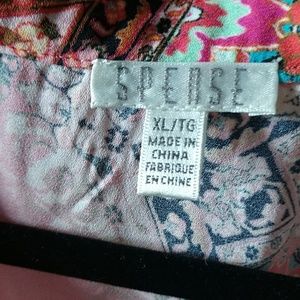 SPENSE
XL/TG
MADE IN
CHINA
FABRIQUE
EN CHINE